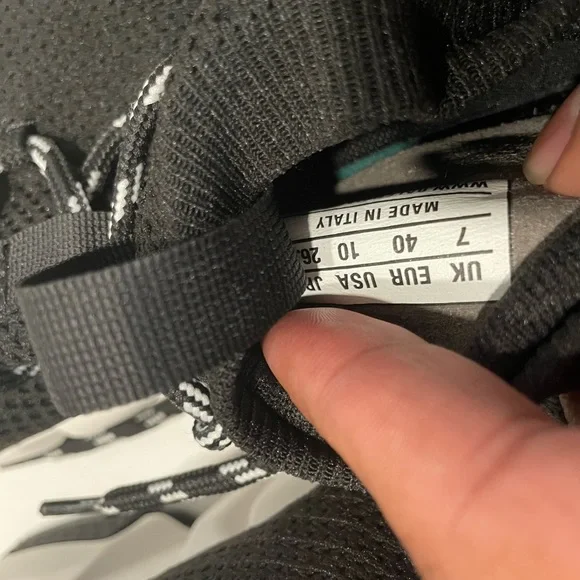 UK EUR USA JP
7 40 10 26.
MADE IN ITALY